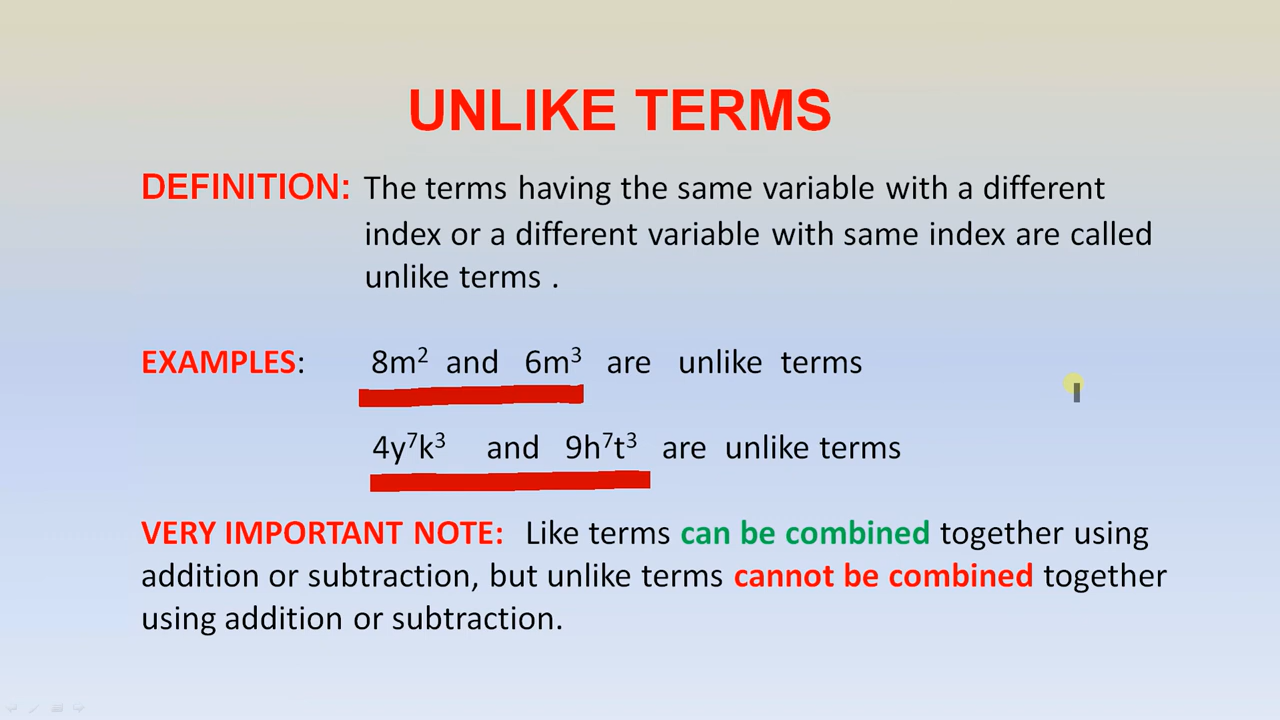 UNLIKE TERMS
DEFINITION: The terms having the same variable with a different
index or a different variable with same index are called
unlike terms .
EXAMPLES: 8m² and 6m³ are unlike terms
4y⁷k³ and 9h⁷t³ are unlike terms
VERY IMPORTANT NOTE: Like terms can be combined together using
addition or subtraction, but unlike terms cannot be combined together
using addition or subtraction.